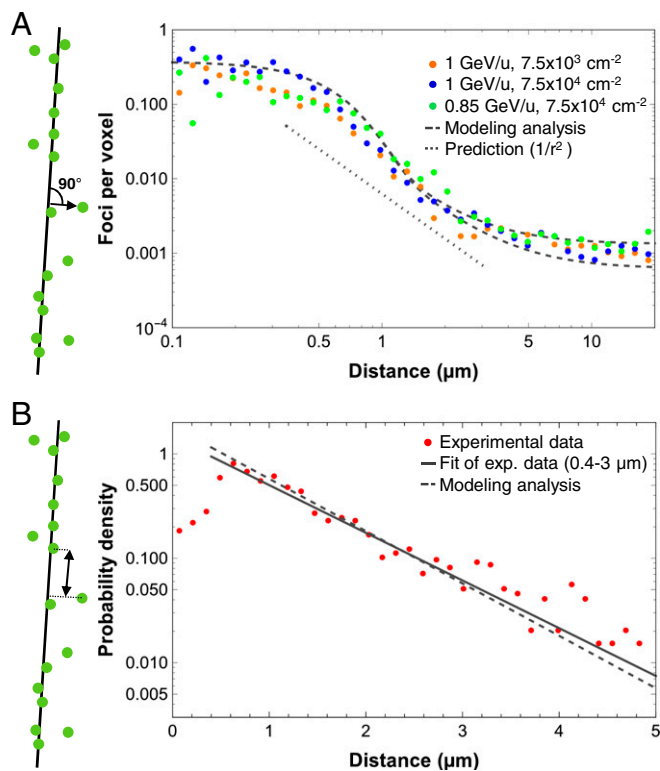 A
Foci per voxel
1
0.100
0.010
0.001
10⁻⁴
0.1
0.5
1
5
10
Distance (µm)
1 GeV/u, 7.5x10³ cm⁻²
1 GeV/u, 7.5x10⁴ cm⁻²
0.85 GeV/u, 7.5x10⁴ cm⁻²
Modeling analysis
Prediction (1/r²)
90°
B
Probability density
1
0.500
0.100
0.050
0.010
0.005
0
1
2
3
4
5
Distance (µm)
Experimental data
Fit of exp. data (0.4-3 µm)
Modeling analysis